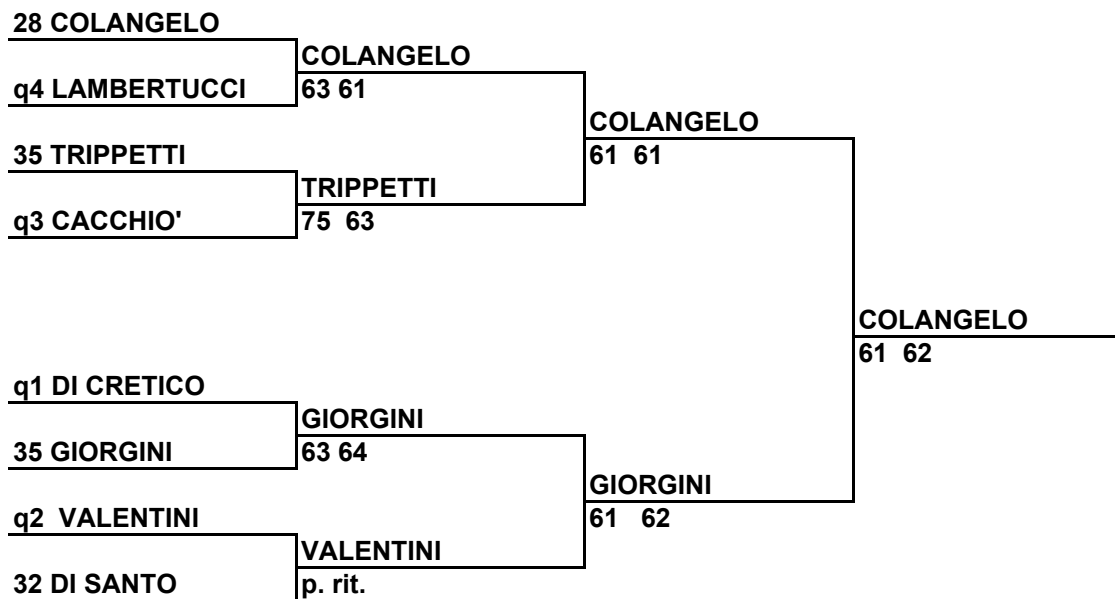 28 COLANGELO
COLANGELO
q4 LAMBERTUCCI
63 61
COLANGELO
35 TRIPPETTI
61 61
TRIPPETTI
q3 CACCHIO'
75 63
COLANGELO
61 62
q1 DI CRETICO
GIORGINI
35 GIORGINI
63 64
GIORGINI
q2 VALENTINI
61 62
VALENTINI
32 DI SANTO
p. rit.